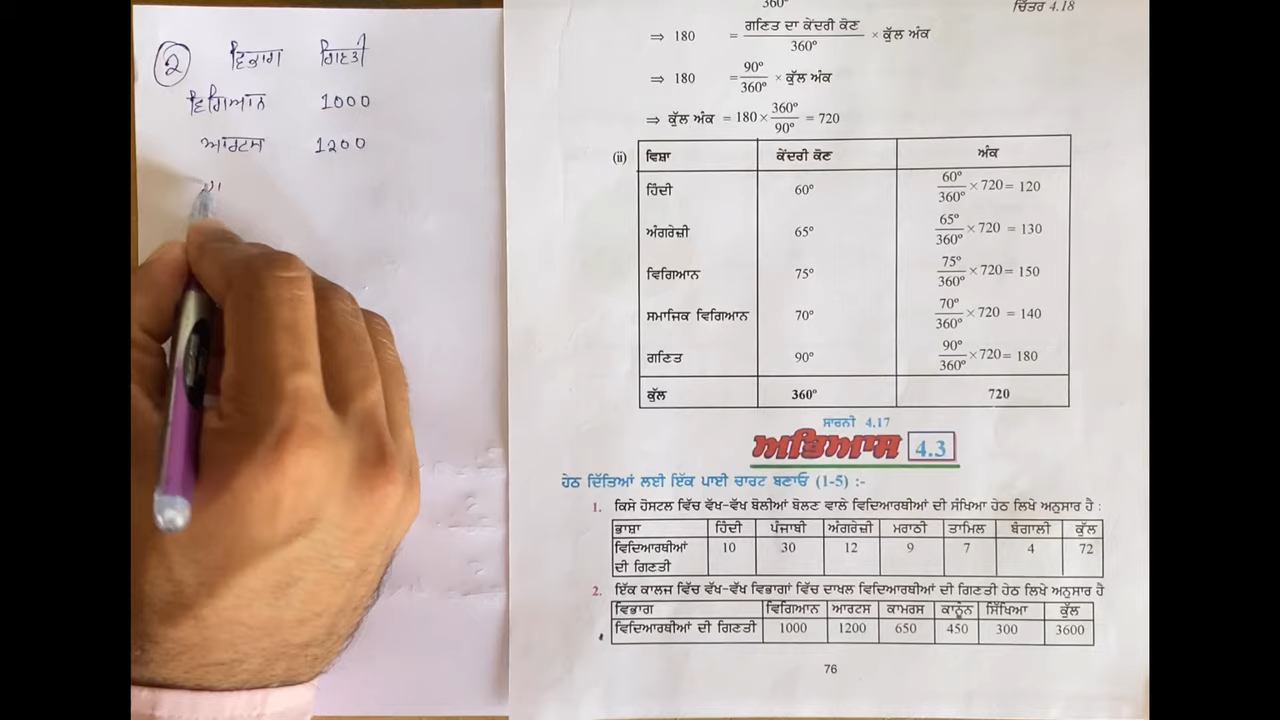 ੨ ਵਿਭਾਗ ਗਿਣਤੀ
ਵਿਗਿਆਨ 1000
ਆਰਟਸ 1200
360° ਚਿੱਤਰ 4.18
⇒ 180 = ਗਣਿਤ ਦਾ ਕੇਂਦਰੀ ਕੋਣ / 360° × ਕੁੱਲ ਅੰਕ
⇒ 180 = 90° / 360° × ਕੁੱਲ ਅੰਕ
⇒ ਕੁੱਲ ਅੰਕ = 180 × 360° / 90° = 720
(ii) ਵਿਸ਼ਾ ਕੇਂਦਰੀ ਕੋਣ ਅੰਕ
ਹਿੰਦੀ 60° 60° / 360° × 720 = 120
ਅੰਗਰੇਜ਼ੀ 65° 65° / 360° × 720 = 130
ਵਿਗਿਆਨ 75° 75° / 360° × 720 = 150
ਸਮਾਜਿਕ ਵਿਗਿਆਨ 70° 70° / 360° × 720 = 140
ਗਣਿਤ 90° 90° / 360° × 720 = 180
ਕੁੱਲ 360° 720
ਸਾਰਨੀ 4.17
ਅਭਿਆਸ 4.3
ਹੇਠ ਦਿੱਤਿਆਂ ਲਈ ਇੱਕ ਪਾਈ ਚਾਰਟ ਬਣਾਓ (1-5) :-
1. ਕਿਸੇ ਹੋਸਟਲ ਵਿੱਚ ਵੱਖ-ਵੱਖ ਬੋਲੀਆਂ ਬੋਲਣ ਵਾਲੇ ਵਿਦਿਆਰਥੀਆਂ ਦੀ ਸੰਖਿਆ ਹੇਠ ਲਿਖੇ ਅਨੁਸਾਰ ਹੈ :
ਭਾਸ਼ਾ ਹਿੰਦੀ ਪੰਜਾਬੀ ਅੰਗਰੇਜ਼ੀ ਮਰਾਠੀ ਤਾਮਿਲ ਬੰਗਾਲੀ ਕੁੱਲ
ਵਿਦਿਆਰਥੀਆਂ 10 30 12 9 7 4 72
ਦੀ ਗਿਣਤੀ
2. ਇੱਕ ਕਾਲਜ ਵਿੱਚ ਵੱਖ-ਵੱਖ ਵਿਭਾਗਾਂ ਵਿੱਚ ਦਾਖਲ ਵਿਦਿਆਰਥੀਆਂ ਦੀ ਗਿਣਤੀ ਹੇਠ ਲਿਖੇ ਅਨੁਸਾਰ ਹੈ
ਵਿਭਾਗ ਵਿਗਿਆਨ ਆਰਟਸ ਕਾਮਰਸ ਕਾਨੂੰਨ ਸਿੱਖਿਆ ਕੁੱਲ
ਵਿਦਿਆਰਥੀਆਂ ਦੀ ਗਿਣਤੀ 1000 1200 650 450 300 3600
76